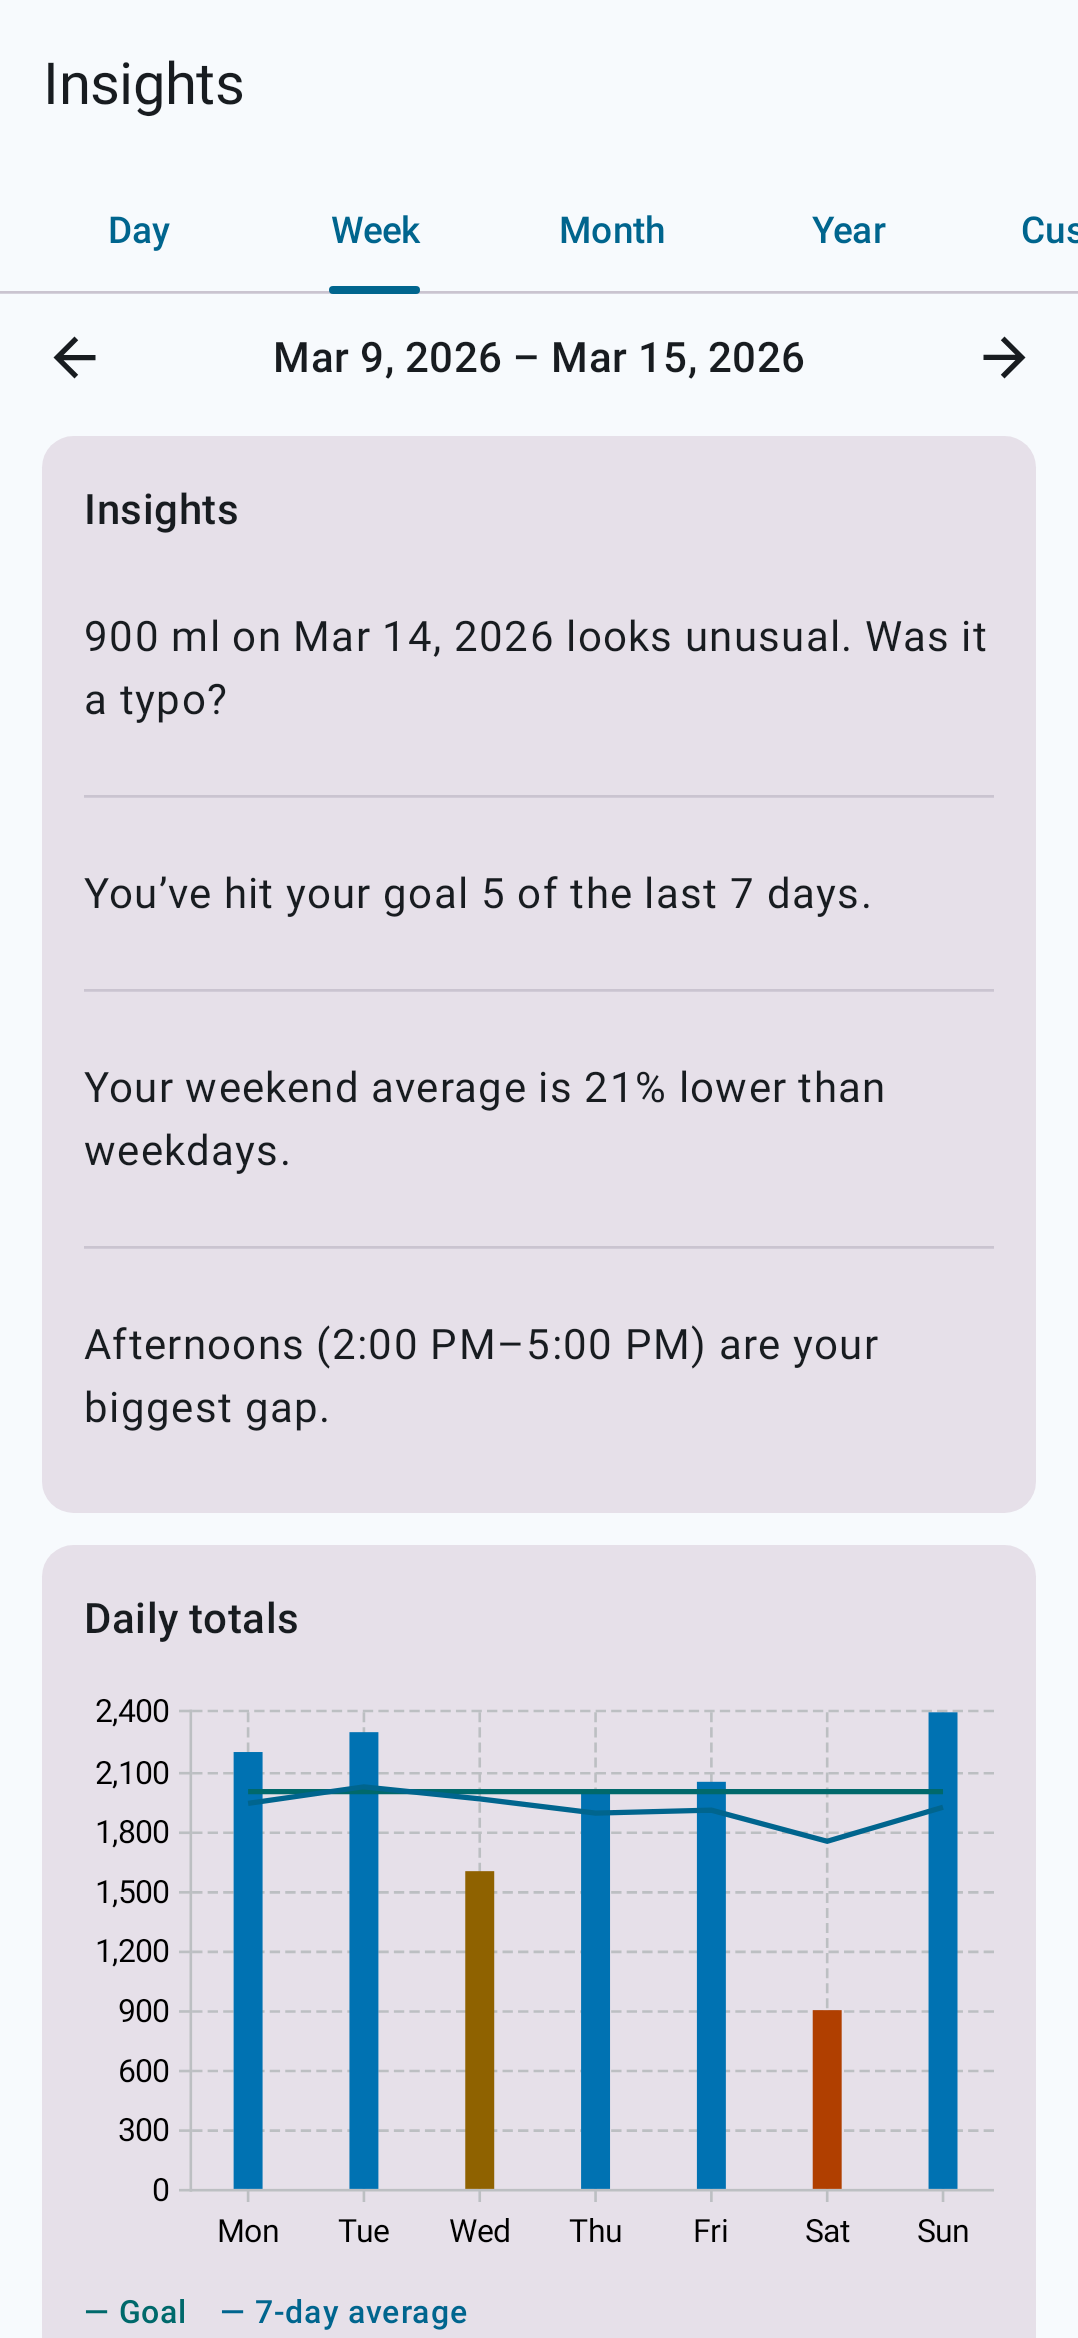 Insights
Day Week Month Year Cus
Mar 9, 2026 – Mar 15, 2026
Insights
900 ml on Mar 14, 2026 looks unusual. Was it
a typo?
You’ve hit your goal 5 of the last 7 days.
Your weekend average is 21% lower than
weekdays.
Afternoons (2:00 PM–5:00 PM) are your
biggest gap.
Daily totals
2,400
2,100
1,800
1,500
1,200
900
600
300
0
Mon Tue Wed Thu Fri Sat Sun
Goal 7-day average